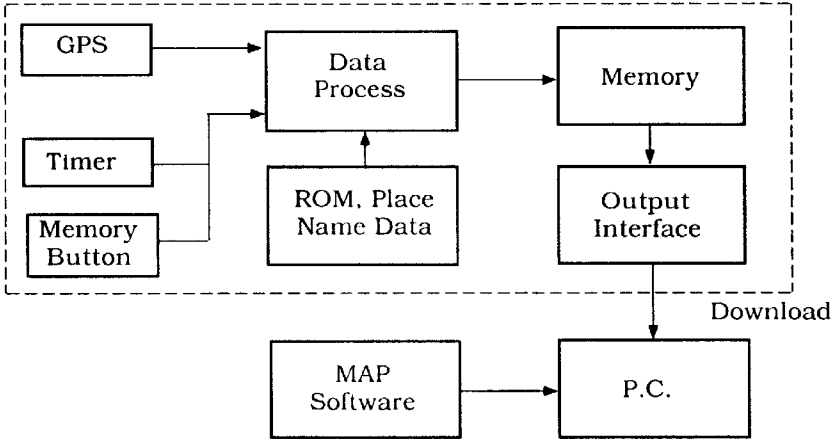 GPS
Data
Process
Memory
Timer
ROM, Place
Name Data
Output
Interface
Memory
Button
Download
MAP
Software
P.C.